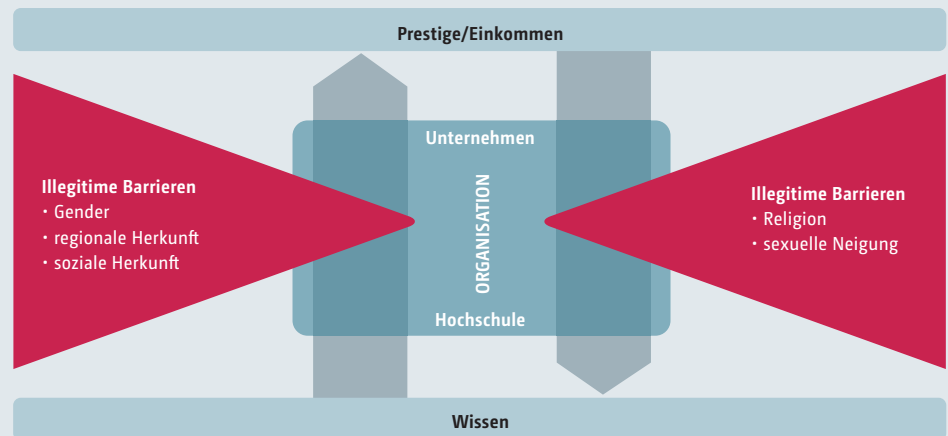 Prestige/Einkommen
Unternehmen
Illegitime Barrieren
· Gender
· regionale Herkunft
· soziale Herkunft
ORGANISATION
Illegitime Barrieren
· Religion
· sexuelle Neigung
Hochschule
Wissen